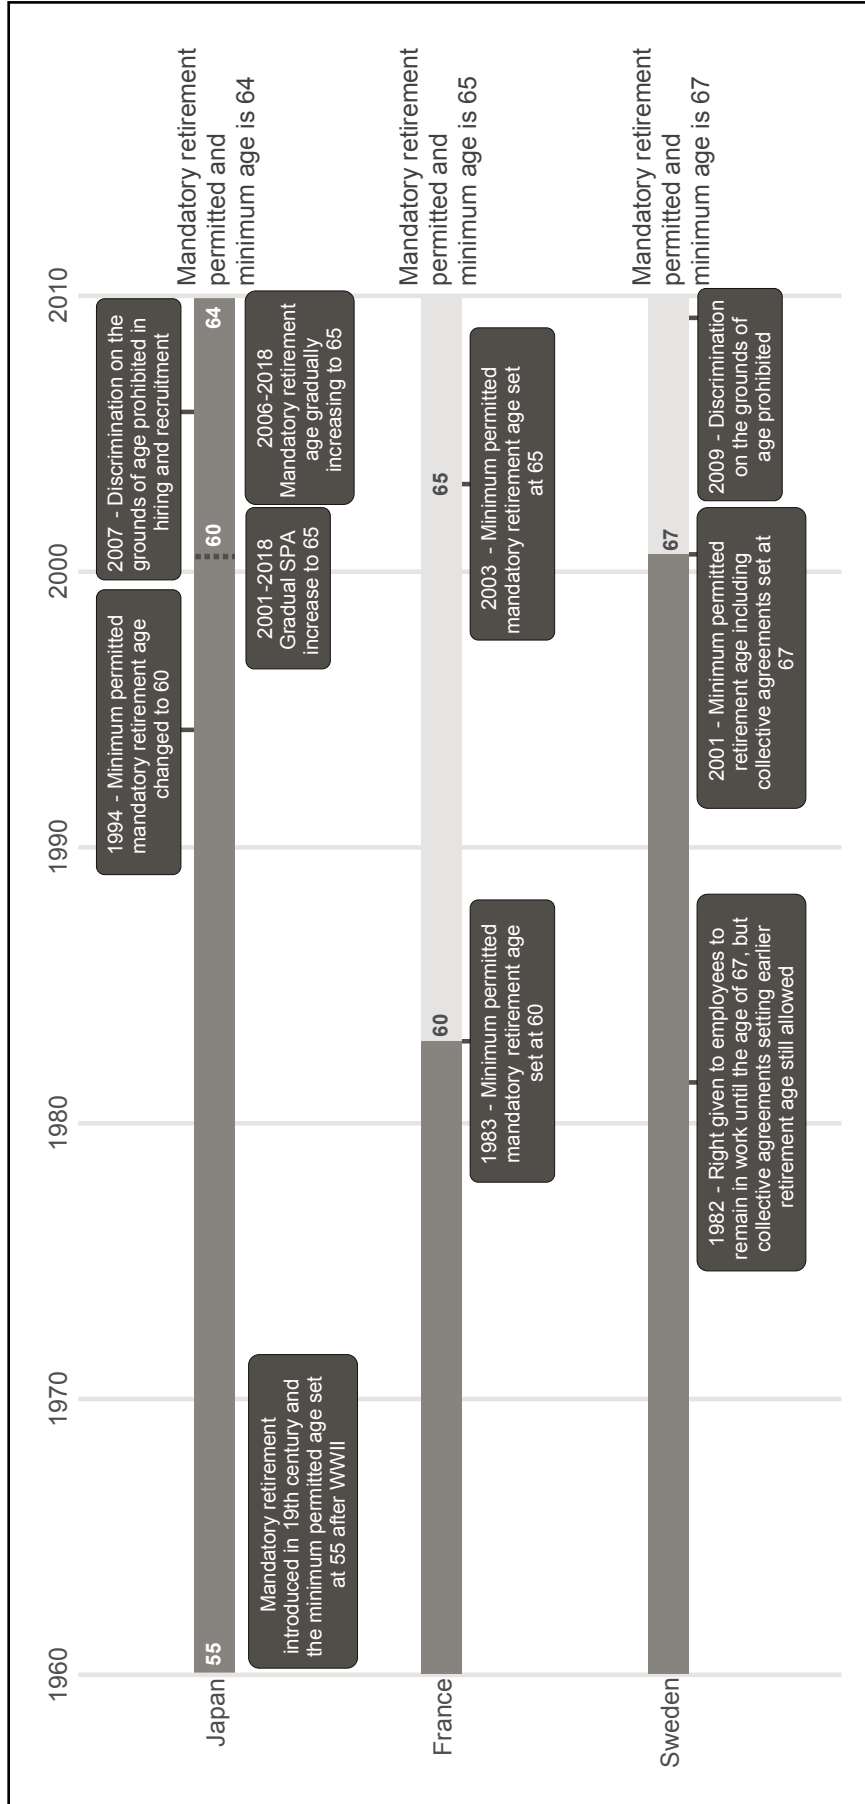 1960
1970
1980
1990
2000
2010
1994 - Minimum permitted
mandatory retirement age
changed to 60
2007 - Discrimination on the
grounds of age prohibited in
hiring and recruitment
Japan
55
60
64
Mandatory retirement
permitted and
minimum age is 64
Mandatory retirement
introduced in 19th century and
the minimum permitted age set
at 55 after WWII
2001-2018
Gradual SPA
increase to 65
2006-2018
Mandatory retirement
age gradually
increasing to 65
France
60
65
Mandatory retirement
permitted and
minimum age is 65
1983 - Minimum permitted
mandatory retirement age
set at 60
2003 - Minimum permitted
mandatory retirement age set
at 65
Sweden
67
Mandatory retirement
permitted and
minimum age is 67
1982 - Right given to employees to
remain in work until the age of 67, but
collective agreements setting earlier
retirement age still allowed
2001 - Minimum permitted
retirement age including
collective agreements set at
67
2009 - Discrimination
on the grounds of
age prohibited